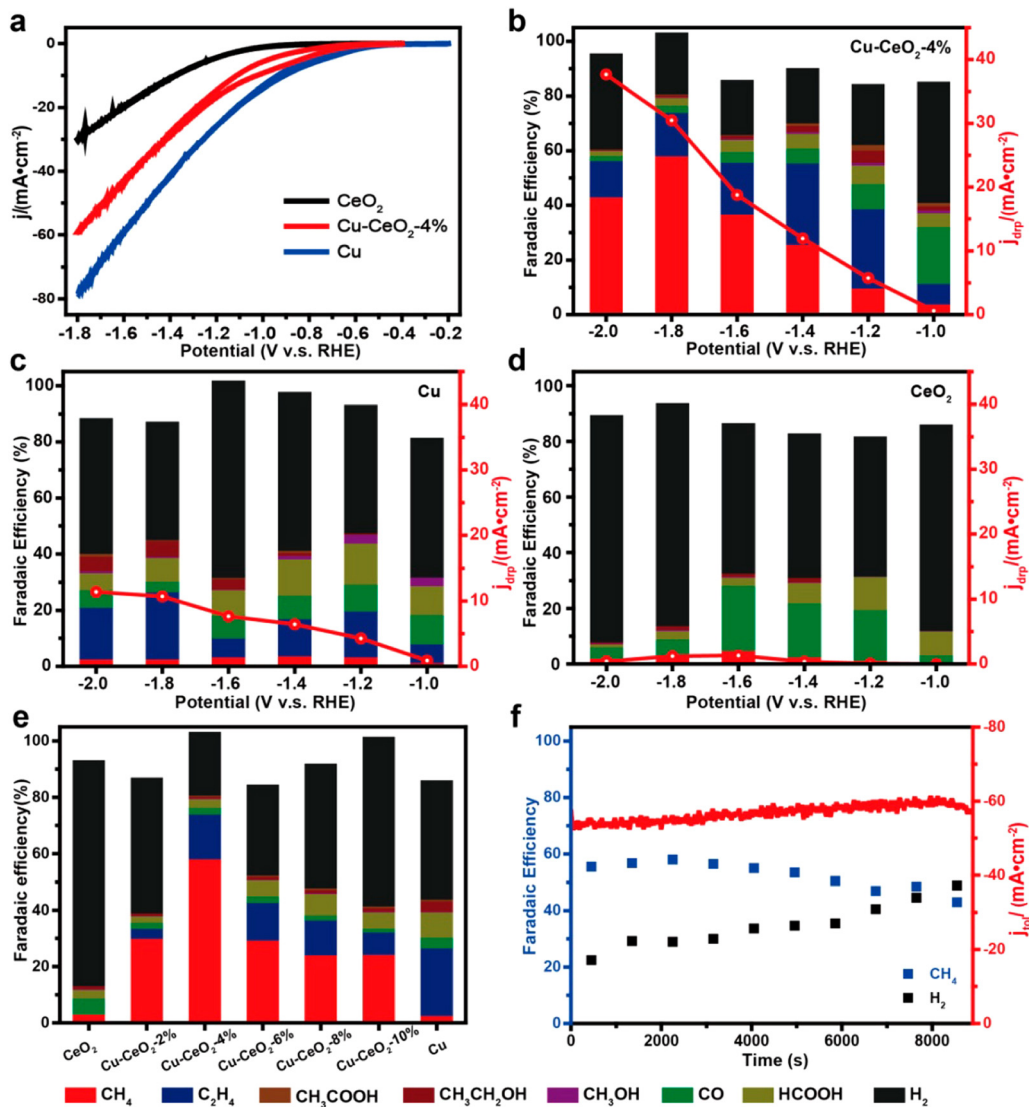 a
j/(mA•cm-2)
0
-20
-40
-60
-80
CeO2
Cu-CeO2-4%
Cu
-1.8 -1.6 -1.4 -1.2 -1.0 -0.8 -0.6 -0.4 -0.2
Potential (V v.s. RHE)
b
Cu-CeO2-4%
Faradaic Efficiency (%)
100
80
60
40
20
0
40
30
20
10
0
jdrp/(mA•cm-2)
-2.0 -1.8 -1.6 -1.4 -1.2 -1.0
Potential (V v.s. RHE)
c
Cu
Faradaic Efficiency (%)
100
80
60
40
20
0
40
30
20
10
0
jdrp/(mA•cm-2)
-2.0 -1.8 -1.6 -1.4 -1.2 -1.0
Potential (V v.s. RHE)
d
CeO2
Faradaic Efficiency (%)
100
80
60
40
20
0
40
30
20
10
0
jdrp/(mA•cm-2)
-2.0 -1.8 -1.6 -1.4 -1.2 -1.0
Potential (V v.s. RHE)
e
Faradaic efficiency(%)
100
80
60
40
20
0
CeO2 Cu-CeO2-2% Cu-CeO2-4% Cu-CeO2-6% Cu-CeO2-8% Cu-CeO2-10% Cu
f
Faradaic Efficiency
100
80
60
40
20
0
-80
-60
-40
-20
0
jtol/(mA•cm-2)
CH4
H2
0 2000 4000 6000 8000
Time (s)
CH4 C2H4 CH3COOH CH3CH2OH CH3OH CO HCOOH H2